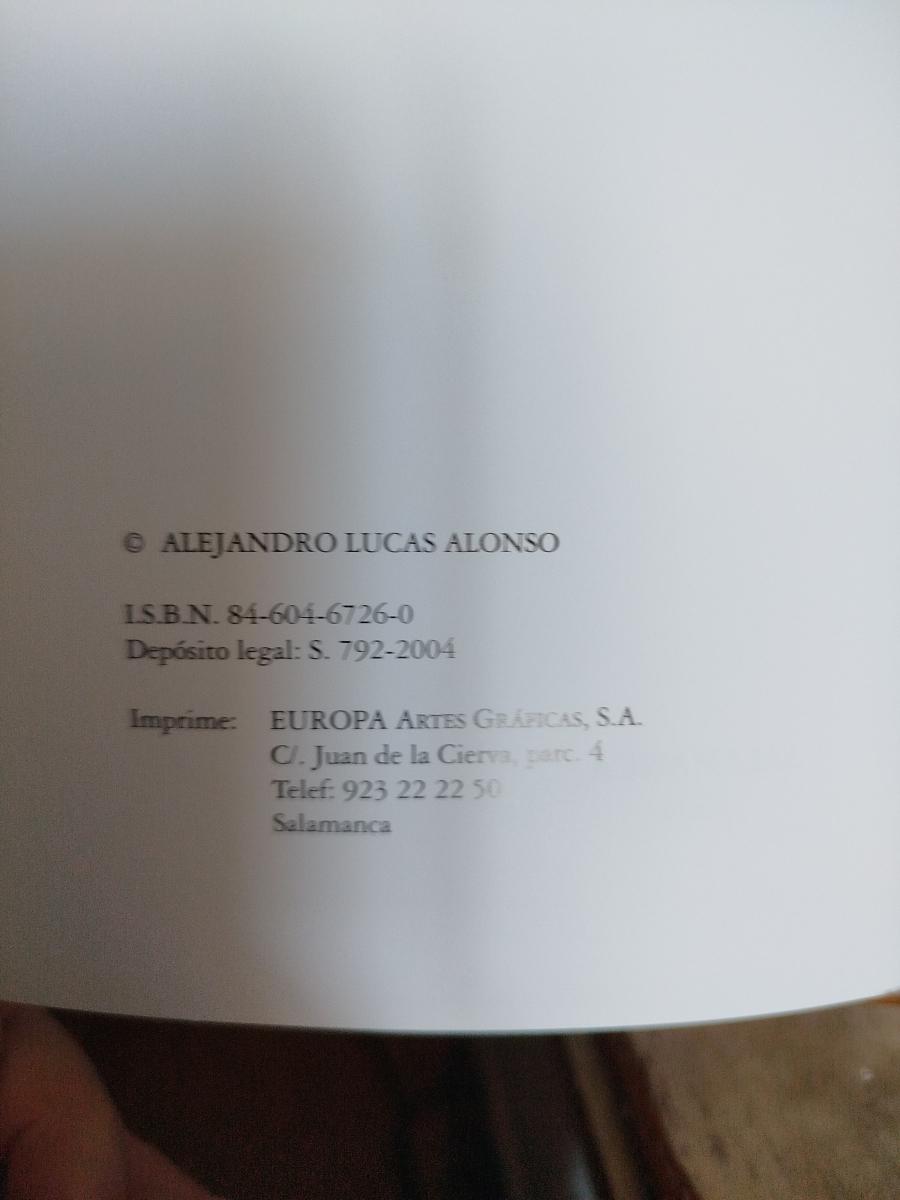 © ALEJANDRO LUCAS ALONSO
I.S.B.N. 84-604-6726-0
Depósito legal: S. 792-2004
Imprime: EUROPA ARTES GRÁFICAS, S.A.
C/. Juan de la Cierva, parc. 4
Telef: 923 22 22 50
Salamanca